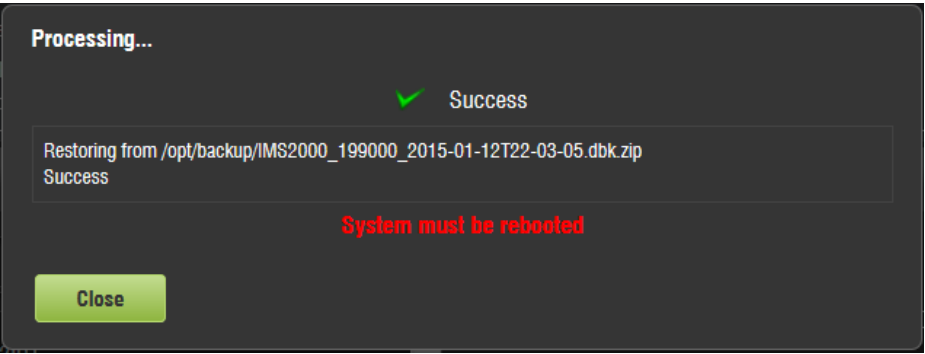 Processing...
Success
Restoring from /opt/backup/IMS2000_199000_2015-01-12T22-03-05.dbk.zip
Success
System must be rebooted
Close